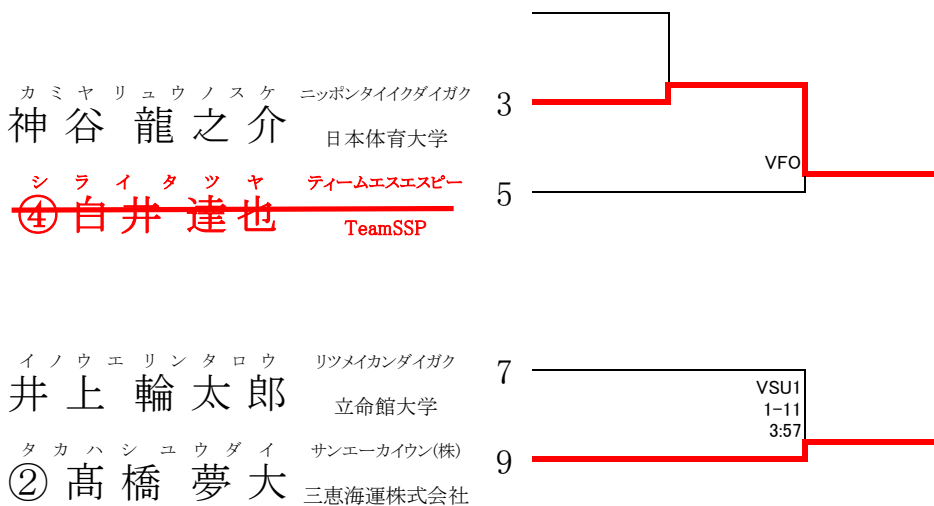 カミヤリュウノスケ ニッポンタイイクダイガク
神谷 龍之介 日本体育大学 3
VFO
シライタツヤ ティームエスエスピー
④白井 達也 TeamSSP 5
イノウエリンタロウ リツメイカンダイガク
井上 輪太郎 立命館大学 7
VSU1
1-11
3:57
タカハシユウダイ サンエーカイウン(株)
②髙橋 夢大 三恵海運株式会社 9